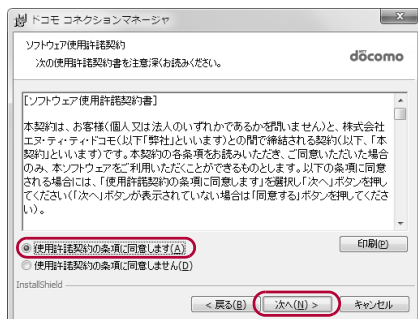 ドコモ コネクションマネージャ
ソフトウェア使用許諾契約
次の使用許諾契約書を注意深くお読みください。
döcomo
[ソフトウェア使用許諾契約書]
本契約は、お客様(個人又は法人のいずれかであるかを問いません)と、株式会社
エヌ・ティ・ティ・ドコモ(以下「弊社」といいます)との間で締結される契約(以下、「本
契約」といいます)です。本契約の各条項をお読みいただき、ご同意いただいた場合
のみ、本ソフトウェアをご利用いただくことができるものとします。以下の条項に同意
される場合には、「使用許諾契約の条項に同意します」を選択し「次へ」ボタンを押し
てください(「次へ」ボタンが表示されていない場合は「同意する」ボタンを押してくださ
い)。
使用許諾契約の条項に同意します(A)
印刷(P)
使用許諾契約の条項に同意しません(D)
InstallShield
< 戻る(B)
次へ(N) >
キャンセル